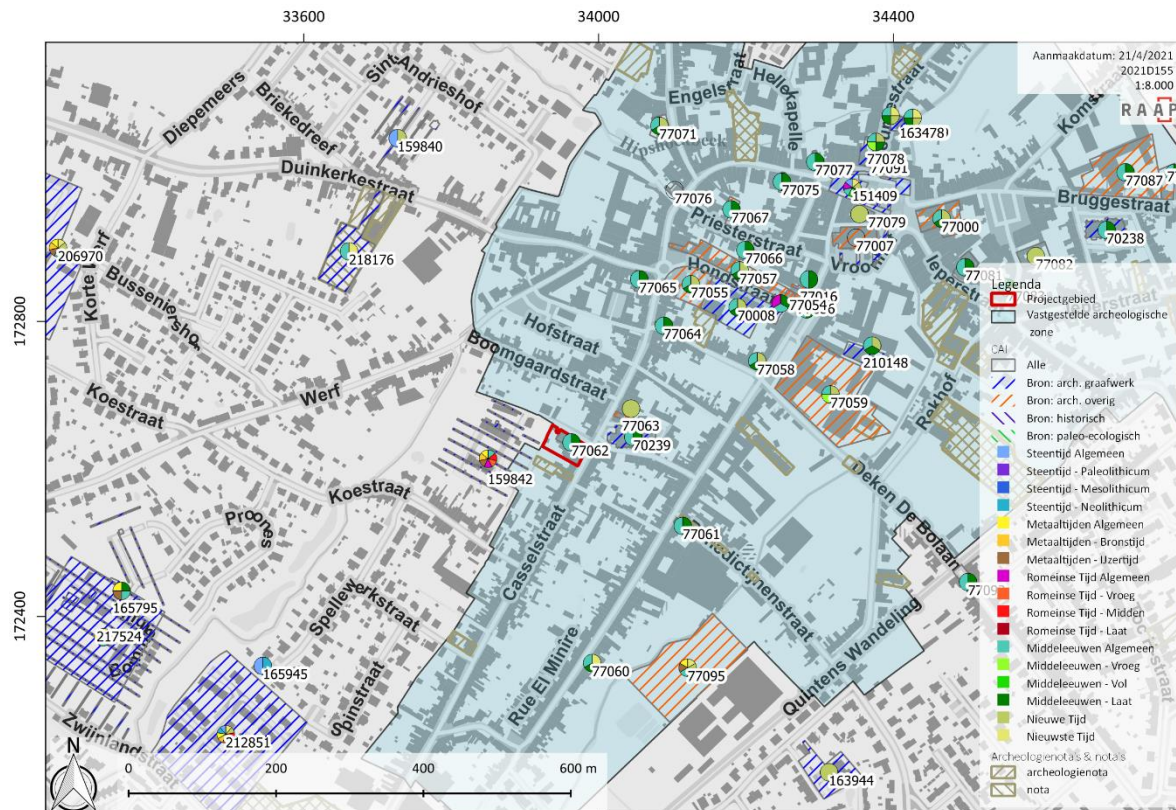 33600
34000
34400
Aanmaakdatum: 21/4/2021
2021D155
1:8.000
RAAP
172800
172400
Diepemeers
Briekedreef
Andrieshof
159840
Duinkerkestraat
Engelstraat
Hellekapelle
77071
163478
77078
77091
77077
77075
151409
77076
77067
77079
77000
Bruggestraat
77087
70238
77082
77081
Priesterstraat
77066
77007
Hondstraat
77057
77065
77055
77054
70008
77064
206970
218176
Busseniershof
Korte Werf
Hofstraat
Boomgaardstraat
77058
210148
77059
Rekhof
Koestraat
Werf
77063
70239
77062
159842
Koestraat
Proones
Deken De Botaan
77061
Casselstraat
165795
217524
165945
Spinstraat
Rue El Minire
77060
77095
Quintens Wandeling
212851
163944
Legenda
Projectgebied
Vastgestelde archeologische
zone
CAI
Alle
Bron: arch. graafwerk
Bron: arch. overig
Bron: historisch
Bron: paleo-ecologisch
Steentijd Algemeen
Steentijd - Paleolithicum
Steentijd - Mesolithicum
Steentijd - Neolithicum
Metaaltijden Algemeen
Metaaltijden - Bronstijd
Metaaltijden - IJzertijd
Romeinse Tijd Algemeen
Romeinse Tijd - Vroeg
Romeinse Tijd - Midden
Romeinse Tijd - Laat
Middeleeuwen Algemeen
Middeleeuwen - Vroeg
Middeleeuwen - Vol
Middeleeuwen - Laat
Nieuwe Tijd
Nieuwste Tijd
Archeologienota's & nota's
archeologienota
nota
N
0
200
400
600 m